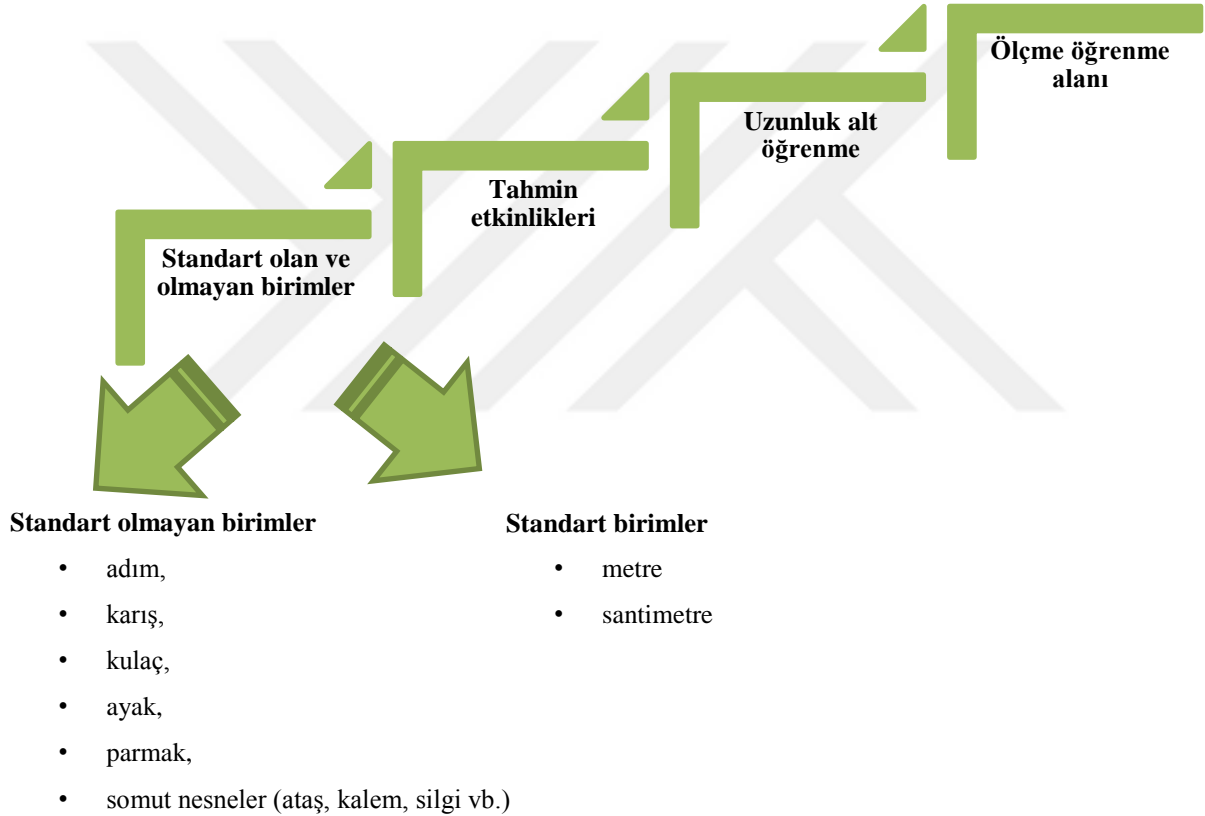 Ölçme öğrenme
alanı
Uzunluk alt
öğrenme
Tahmin
etkinlikleri
Standart olan ve
olmayan birimler
Standart olmayan birimler
• adım,
• karış,
• kulaç,
• ayak,
• parmak,
• somut nesneler (ataş, kalem, silgi vb.)
Standart birimler
• metre
• santimetre